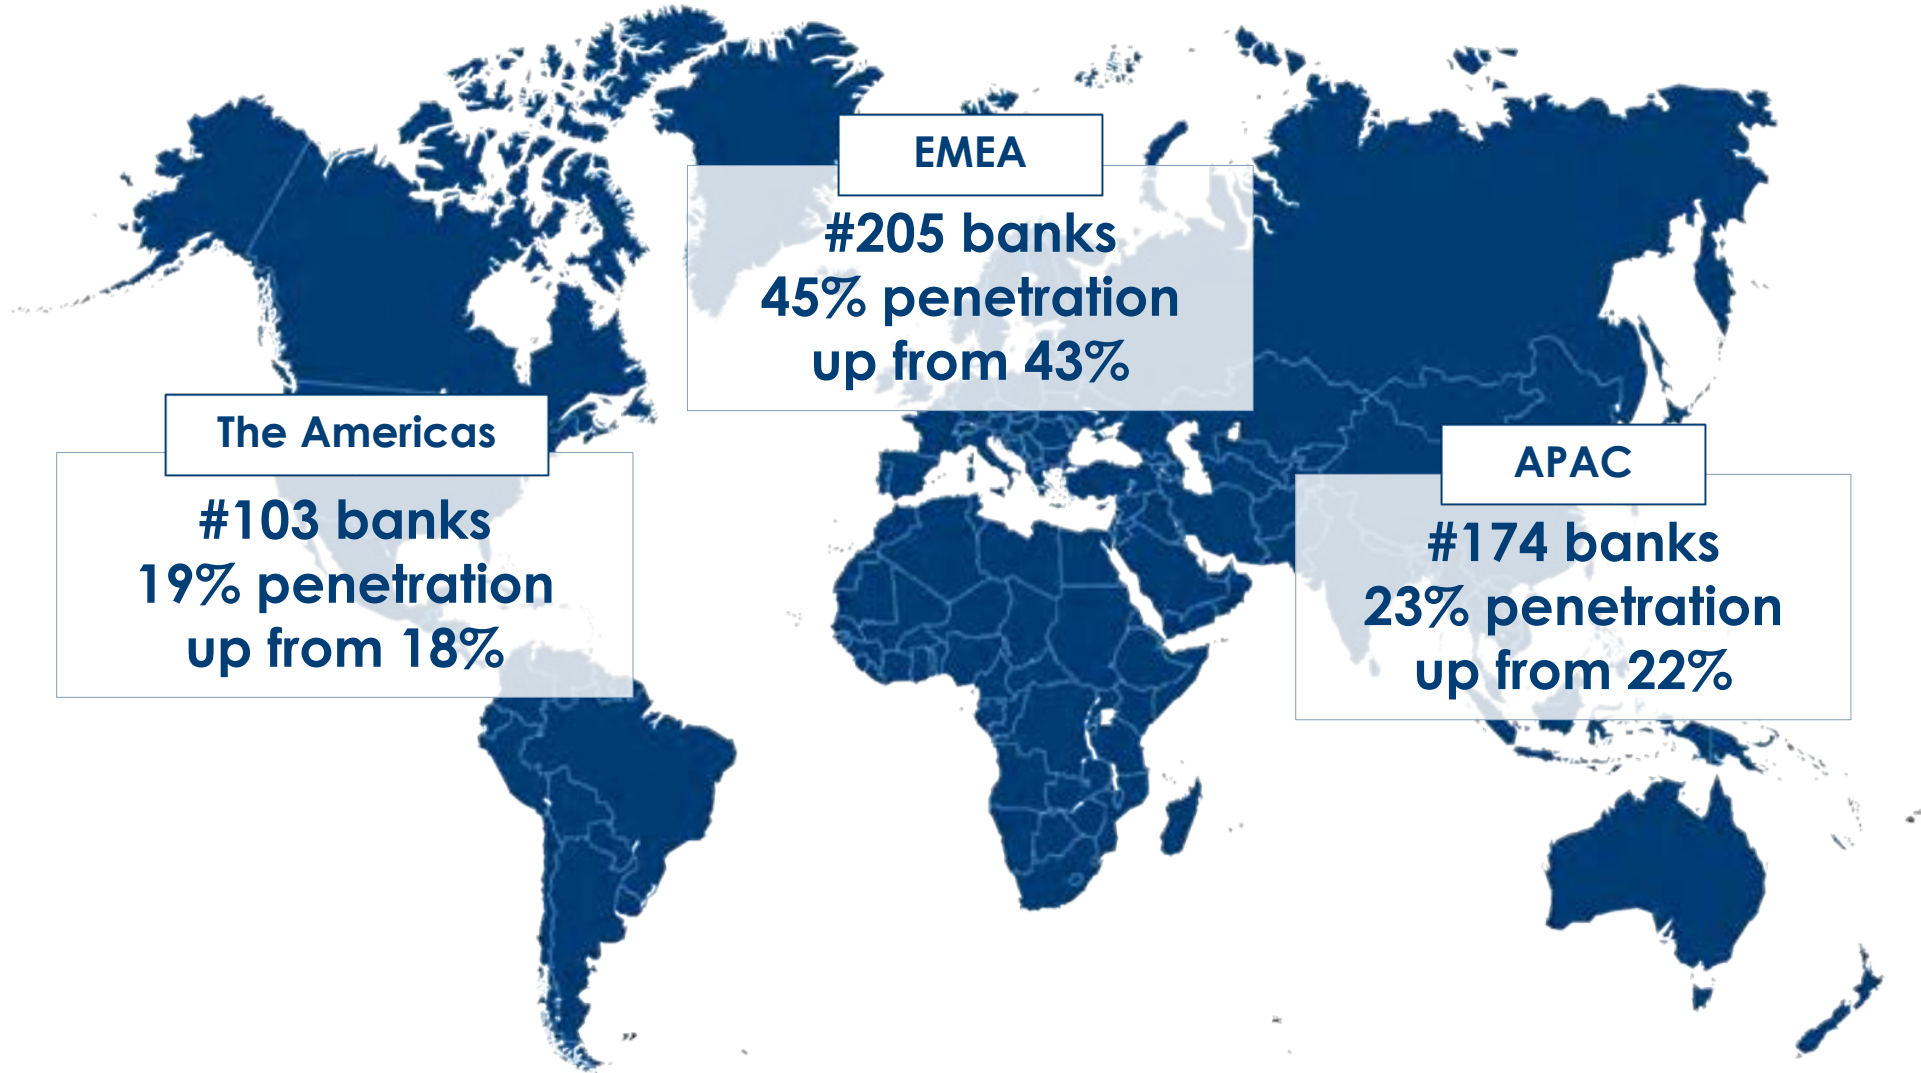 EMEA
#205 banks
45% penetration
up from 43%
The Americas
#103 banks
19% penetration
up from 18%
APAC
#174 banks
23% penetration
up from 22%